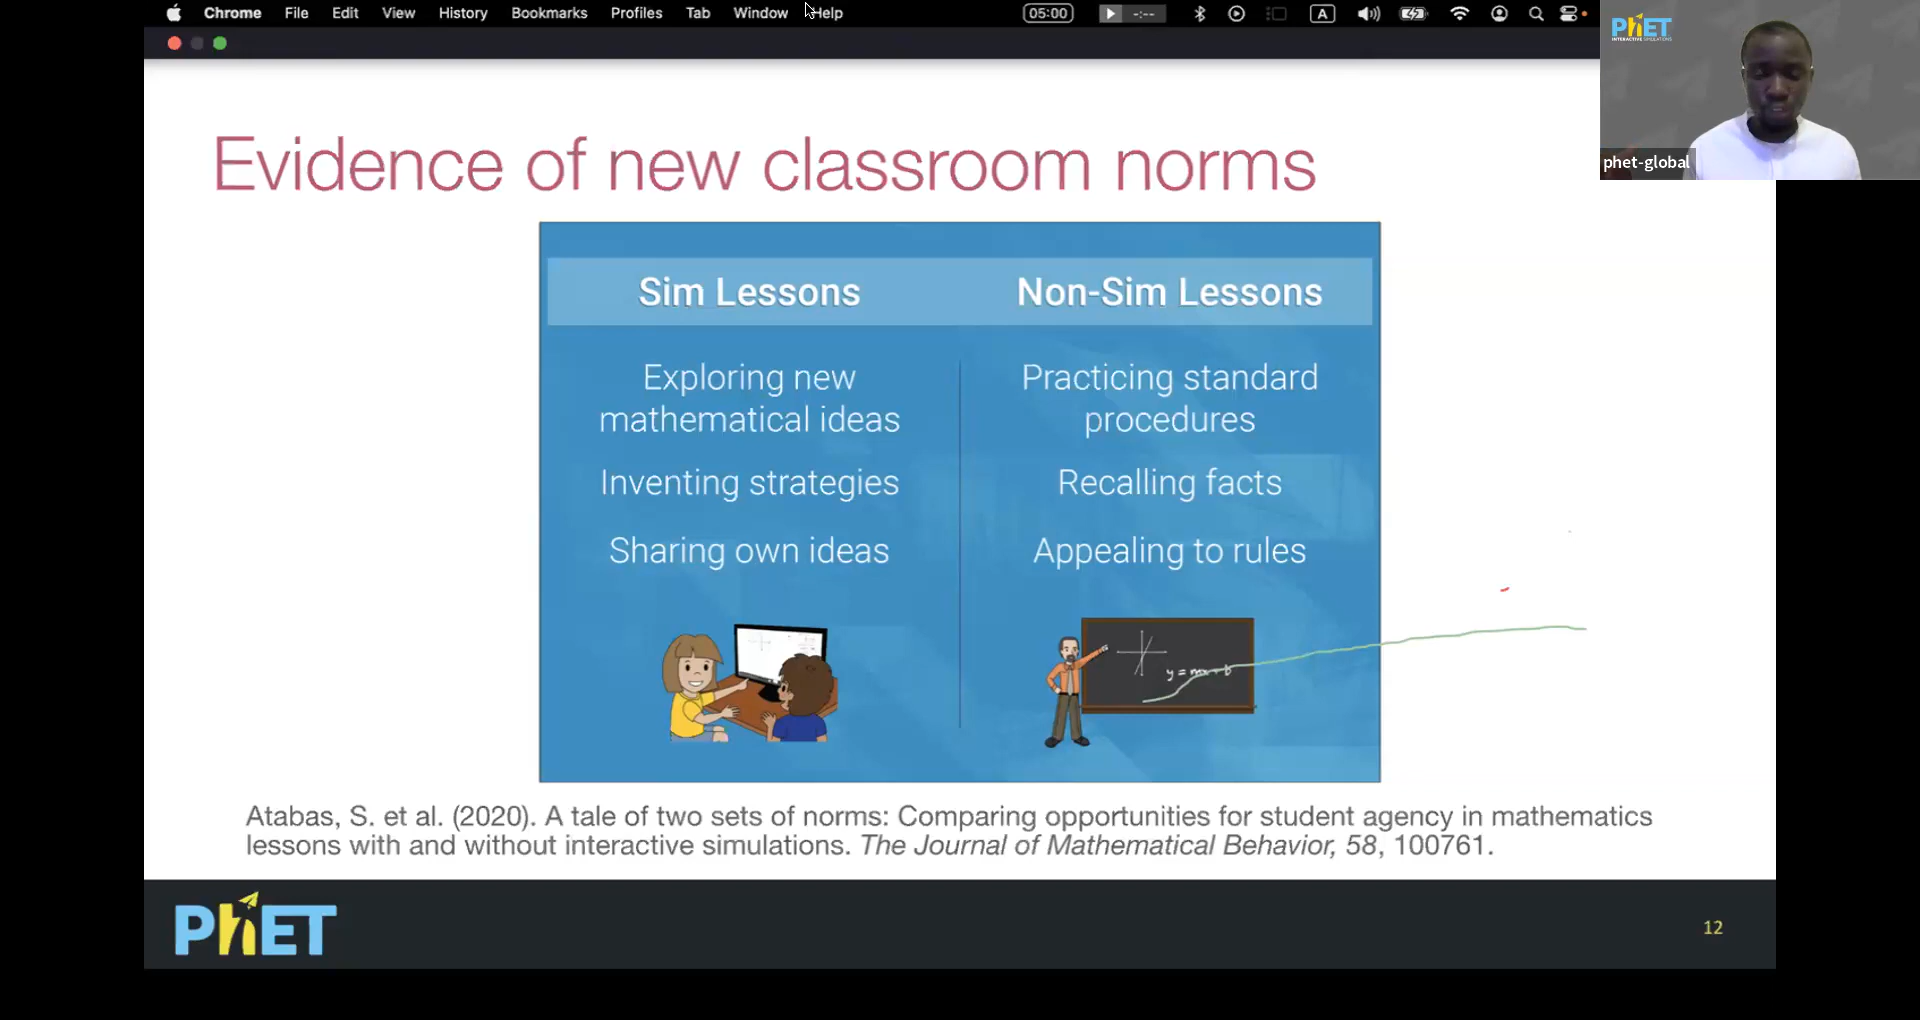 Chrome File Edit View History Bookmarks Profiles Tab Window Help 05:00 -:-- A
PhET
INTERACTIVE SIMULATIONS
phet-global
Evidence of new classroom norms
Sim Lessons Non-Sim Lessons
Exploring new
mathematical ideas
Practicing standard
procedures
Inventing strategies
Recalling facts
Sharing own ideas
Appealing to rules
y = mx + b
Atabas, S. et al. (2020). A tale of two sets of norms: Comparing opportunities for student agency in mathematics
lessons with and without interactive simulations. The Journal of Mathematical Behavior, 58, 100761.
PhET
12